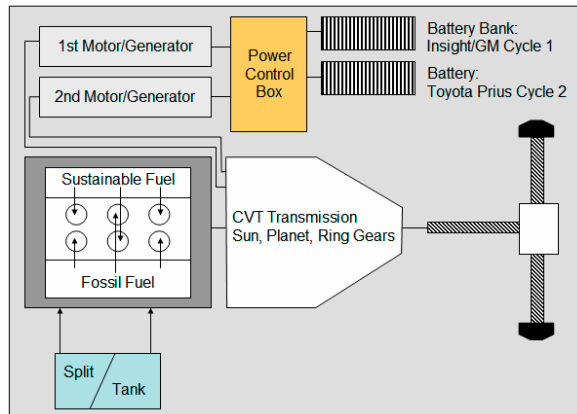 1st Motor/Generator
2nd Motor/Generator
Power
Control
Box
Battery Bank:
Insight/GM Cycle 1
Battery:
Toyota Prius Cycle 2
Sustainable Fuel
Fossil Fuel
CVT Transmission
Sun, Planet, Ring Gears
Split
Tank